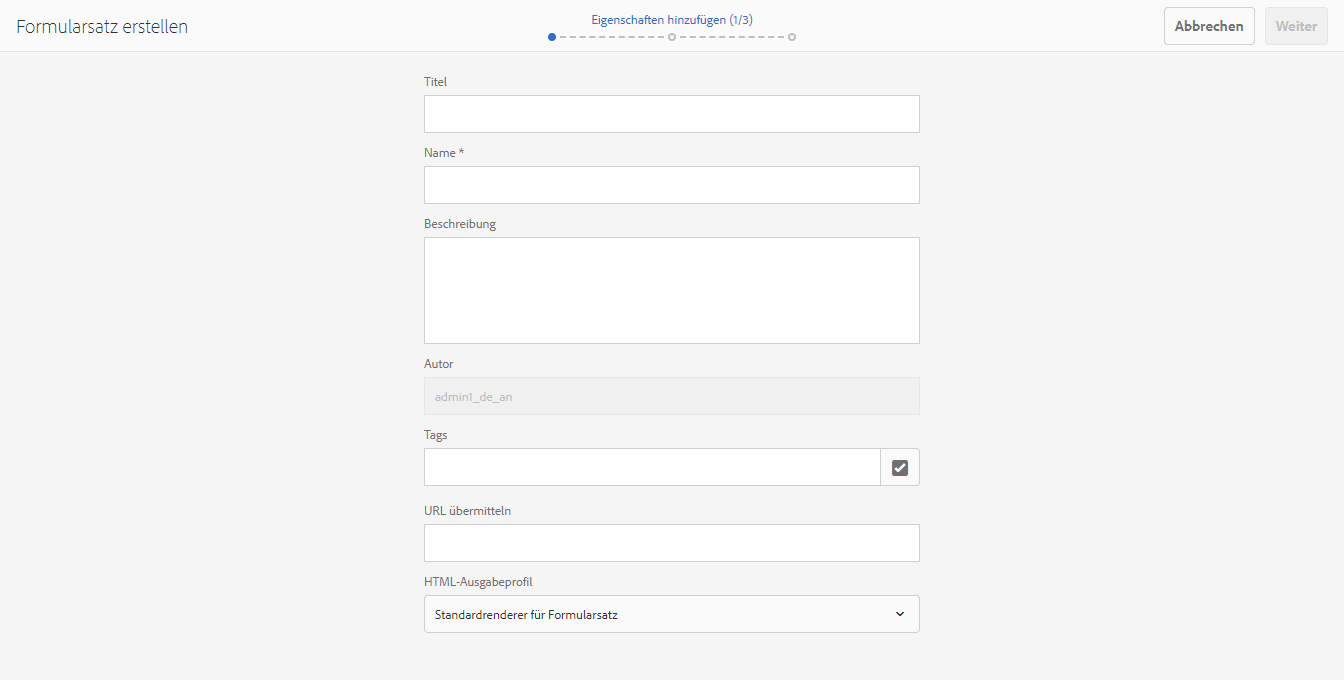 Formularsatz erstellen
Eigenschaften hinzufügen (1/3)
Abbrechen
Weiter
Titel
Name *
Beschreibung
Autor
admin1_de_an
Tags
URL übermitteln
HTML-Ausgabeprofil
Standardrenderer für Formularsatz